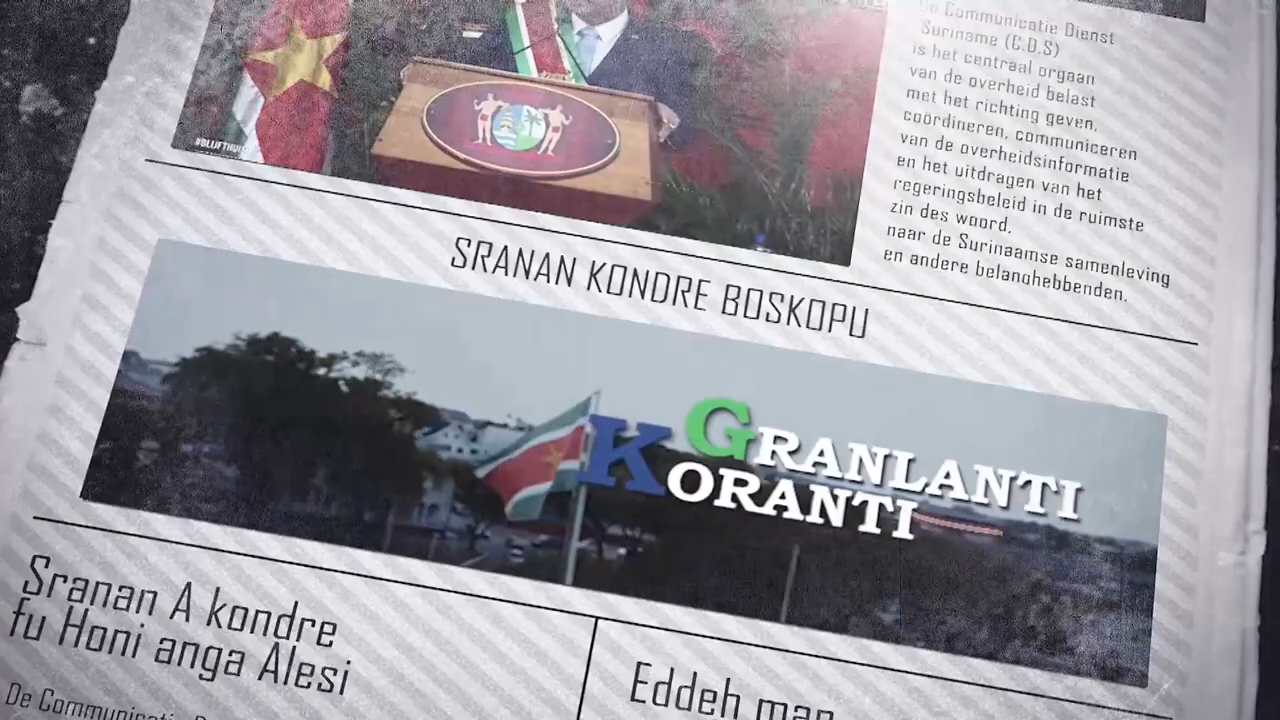 De Communicatie Dienst
Suriname (C.D.S)
is het centraal orgaan
van de overheid belast
met het richting geven,
coördineren, communiceren
van de overheidsinformatie
en het uitdragen van het
regeringsbeleid in de ruimste
zin des woord.
naar de Surinaamse samenleving
en andere belanghebbenden.
SRANAN KONDRE BOSKOPU
GRANLANTI
KORANTI
Sranan A kondre
fu Honi anga Alesi
De
Eddeh man